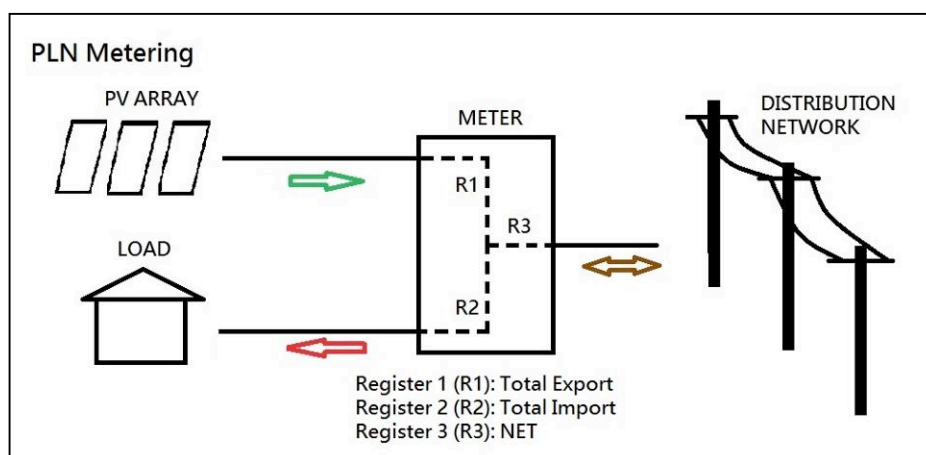 PLN Metering
PV ARRAY
METER
DISTRIBUTION
NETWORK
R1
R3
LOAD
R2
Register 1 (R1): Total Export
Register 2 (R2): Total Import
Register 3 (R3): NET